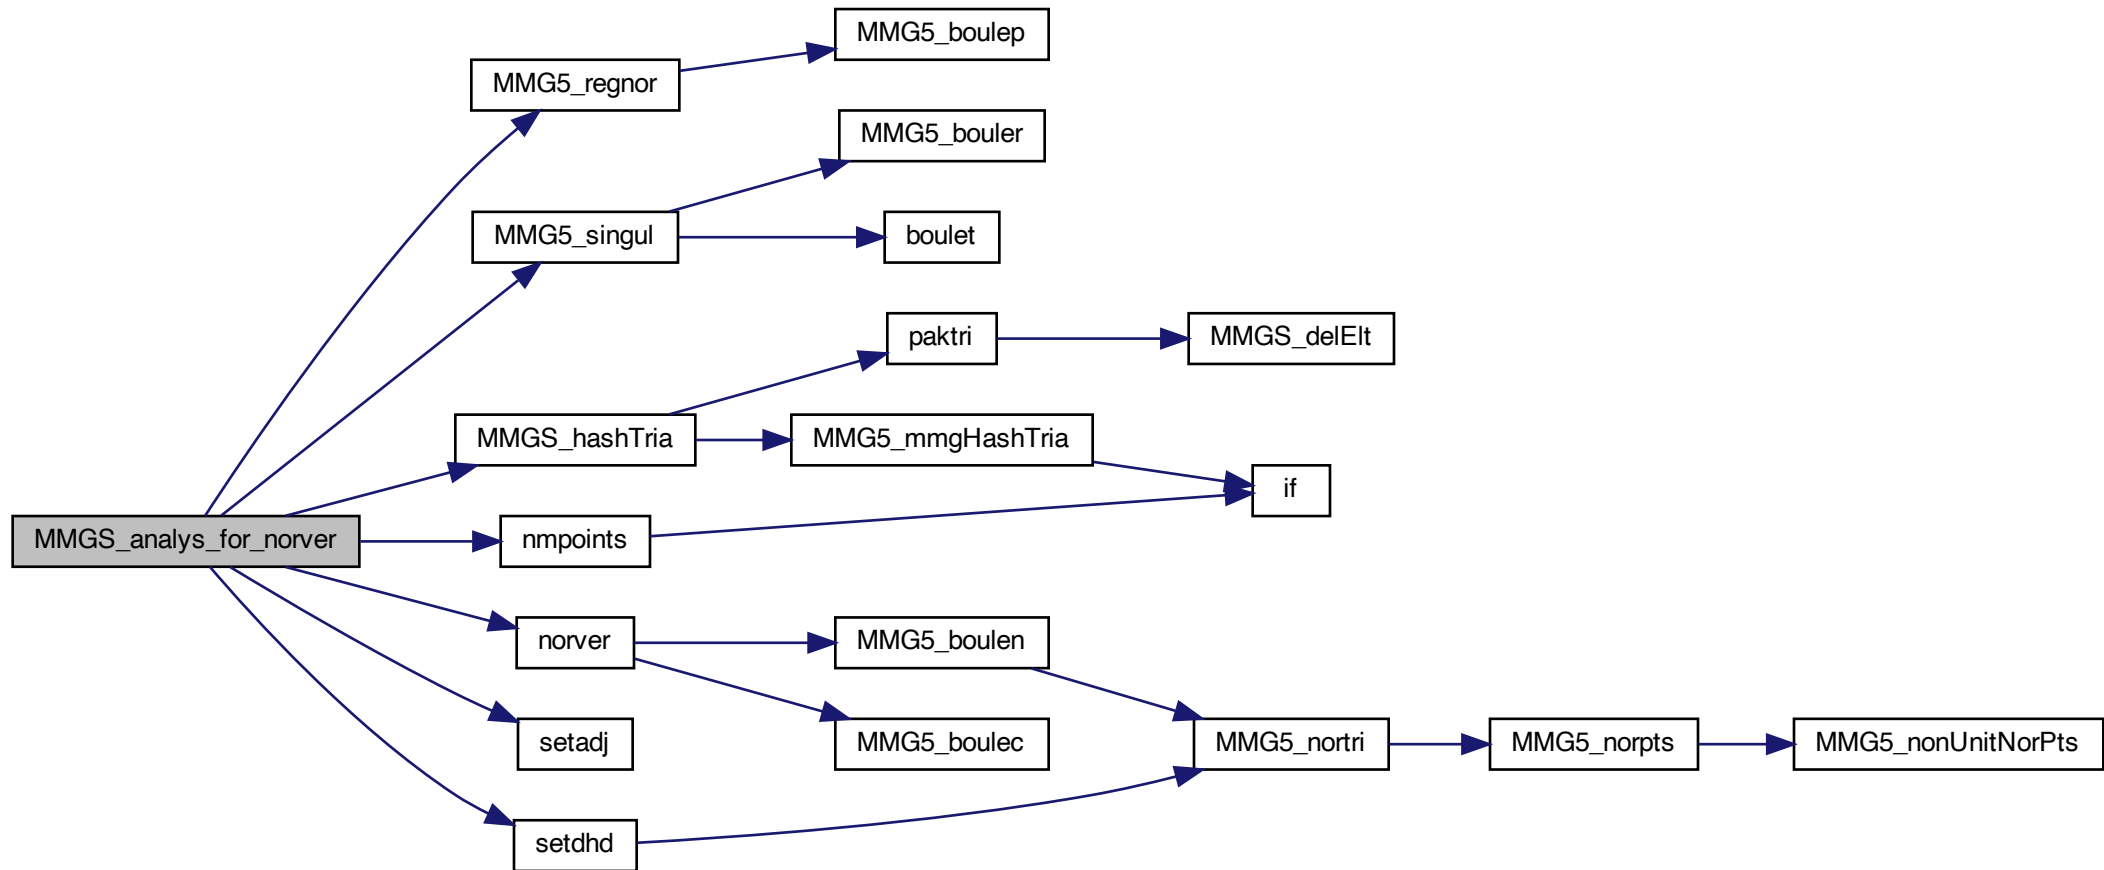 MMG5_boulep
MMG5_regnor
MMG5_bouler
MMG5_singul
boulet
paktri
MMGS_delElt
MMGS_hashTria
MMG5_mmgHashTria
if
MMGS_analys_for_norver
nmpoints
norver
MMG5_boulen
setadj
MMG5_boulec
MMG5_nortri
MMG5_norpts
MMG5_nonUnitNorPts
setdhd